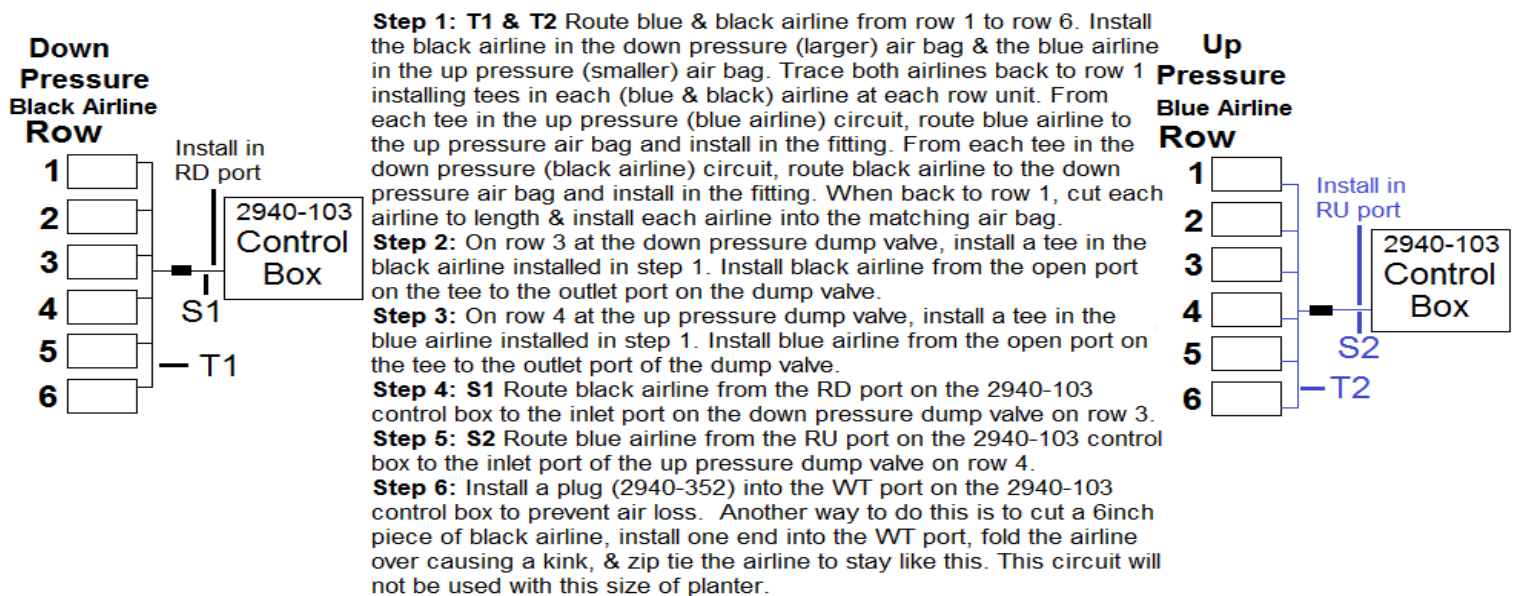 Down
Pressure
Black Airline
Row
1
2
3
4
5
6
Install in
RD port
2940-103
Control
Box
S1
T1
Step 1: T1 & T2 Route blue & black airline from row 1 to row 6. Install
the black airline in the down pressure (larger) air bag & the blue airline
in the up pressure (smaller) air bag. Trace both airlines back to row 1
installing tees in each (blue & black) airline at each row unit. From
each tee in the up pressure (blue airline) circuit, route blue airline to
the up pressure air bag and install in the fitting. From each tee in the
down pressure (black airline) circuit, route black airline to the down
pressure air bag and install in the fitting. When back to row 1, cut each
airline to length & install each airline into the matching air bag.
Step 2: On row 3 at the down pressure dump valve, install a tee in the
black airline installed in step 1. Install black airline from the open port
on the tee to the outlet port on the dump valve.
Step 3: On row 4 at the up pressure dump valve, install a tee in the
blue airline installed in step 1. Install blue airline from the open port on
the tee to the outlet port of the dump valve.
Step 4: S1 Route black airline from the RD port on the 2940-103
control box to the inlet port on the down pressure dump valve on row 3.
Step 5: S2 Route blue airline from the RU port on the 2940-103 control
box to the inlet port of the up pressure dump valve on row 4.
Step 6: Install a plug (2940-352) into the WT port on the 2940-103
control box to prevent air loss.  Another way to do this is to cut a 6inch
piece of black airline, install one end into the WT port, fold the airline
over causing a kink, & zip tie the airline to stay like this. This circuit will
not be used with this size of planter.
Up
Pressure
Blue Airline
Row
1
2
3
4
5
6
Install in
RU port
2940-103
Control
Box
S2
T2